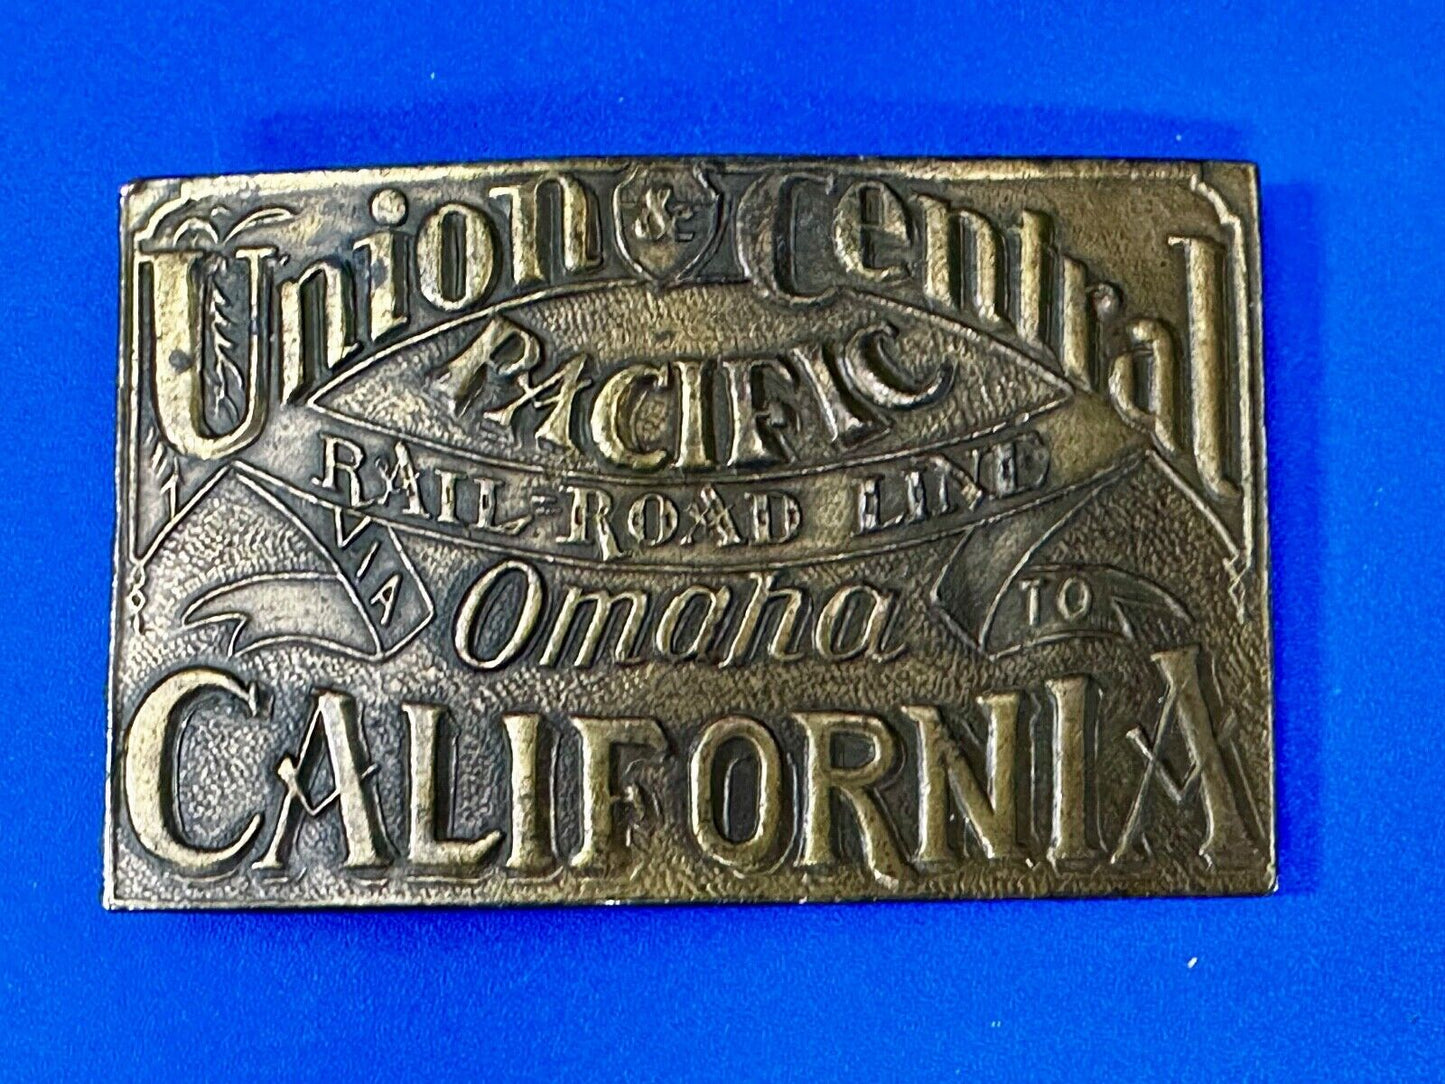 Union & Central
PACIFIC
RAIL=ROAD LINE
VIA Omaha TO
CALIFORNIA